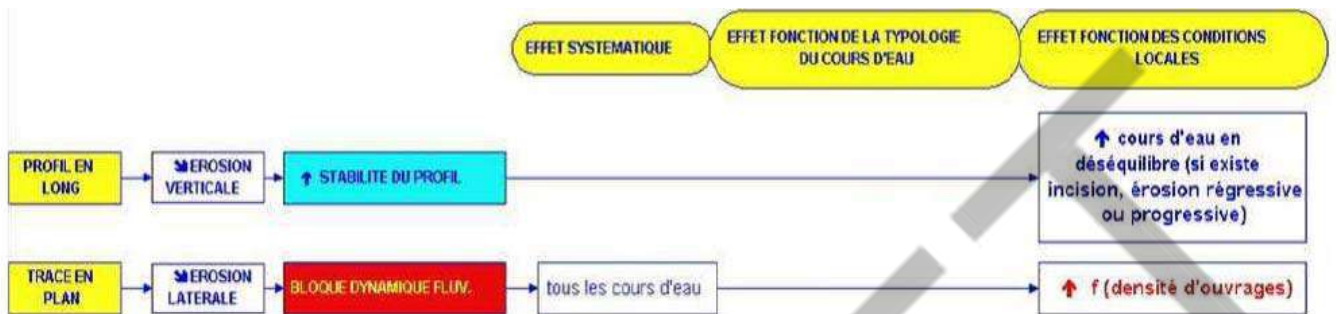 EFFET SYSTEMATIQUE
EFFET FONCTION DE LA TYPOLOGIE
DU COURS D'EAU
EFFET FONCTION DES CONDITIONS
LOCALES
PROFIL EN
LONG
↘ EROSION
VERTICALE
↑ STABILITE DU PROFIL
↑ cours d'eau en
déséquilibre (si existe
incision, érosion régressive
ou progressive)
TRACE EN
PLAN
↘ EROSION
LATERALE
BLOQUE DYNAMIQUE FLUV.
tous les cours d'eau
↑ f (densité d'ouvrages)